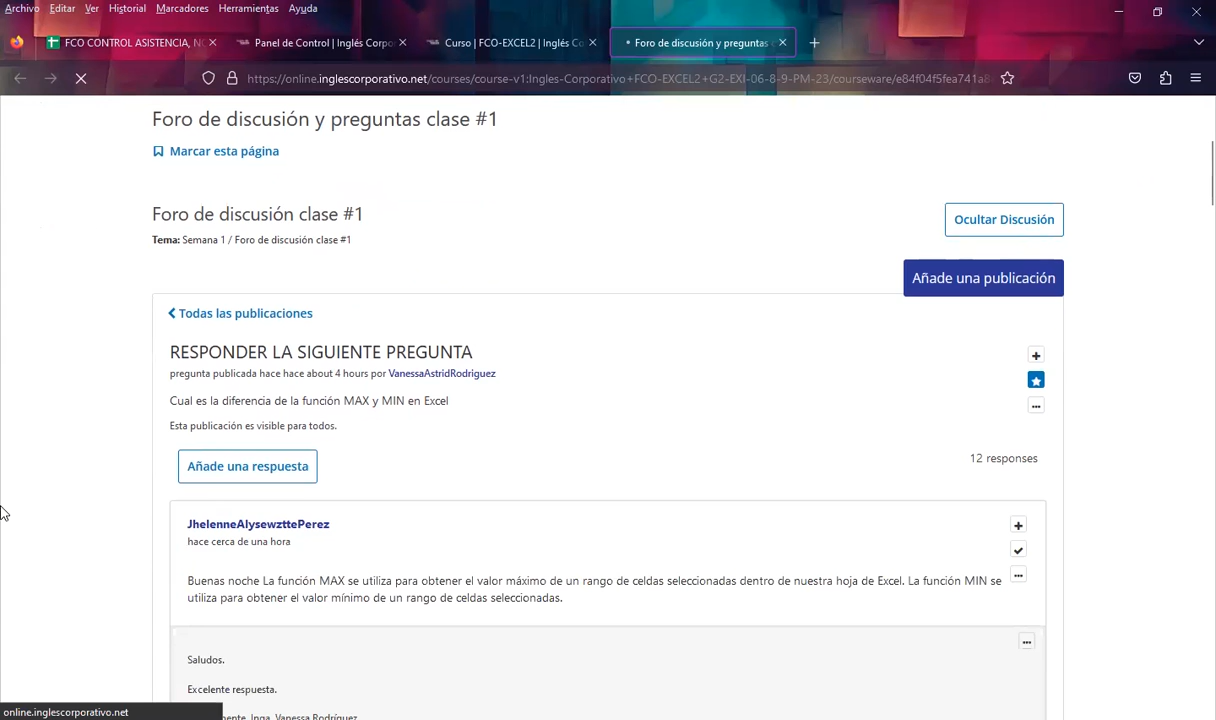 Archivo Editar Ver Historial Marcadores Herramientas Ayuda
FCO CONTROL ASISTENCIA, NO Panel de Control | Inglés Corpo Curso | FCO-EXCEL2 | Inglés Co Foro de discusión y preguntas
https://online.inglescorporativo.net/courses/course-v1:Ingles-Corporativo+FCO-EXCEL2+G2-EXI-06-8-9-PM-23/courseware/e84f04f5fea741a8
Foro de discusión y preguntas clase #1
Marcar esta página
Foro de discusión clase #1
Ocultar Discusión
Tema: Semana 1 / Foro de discusión clase #1
Añade una publicación
Todas las publicaciones
RESPONDER LA SIGUIENTE PREGUNTA
pregunta publicada hace hace about 4 hours por VanessaAstridRodriguez
Cual es la diferencia de la función MAX y MIN en Excel
Esta publicación es visible para todos.
Añade una respuesta
12 responses
JhelenneAlysewzttePerez
hace cerca de una hora
Buenas noche La función MAX se utiliza para obtener el valor máximo de un rango de celdas seleccionadas dentro de nuestra hoja de Excel. La función MIN se
utiliza para obtener el valor mínimo de un rango de celdas seleccionadas.
Saludos.
Excelente respuesta.
Inga. Vanessa Rodríguez
online.inglescorporativo.net